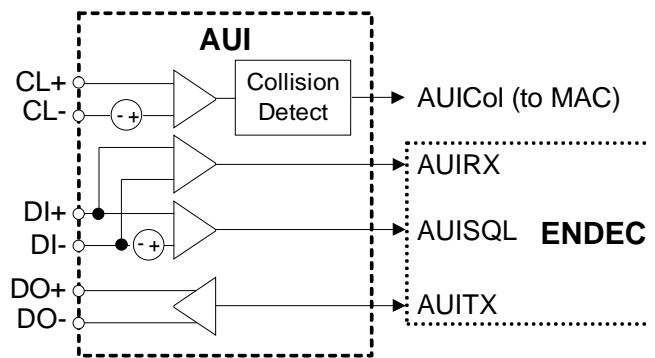 AUI
CL+
CL-
- +
Collision
Detect
AUICol (to MAC)
AUIRX
DI+
DI-
- +
AUISQL
ENDEC
DO+
DO-
AUITX